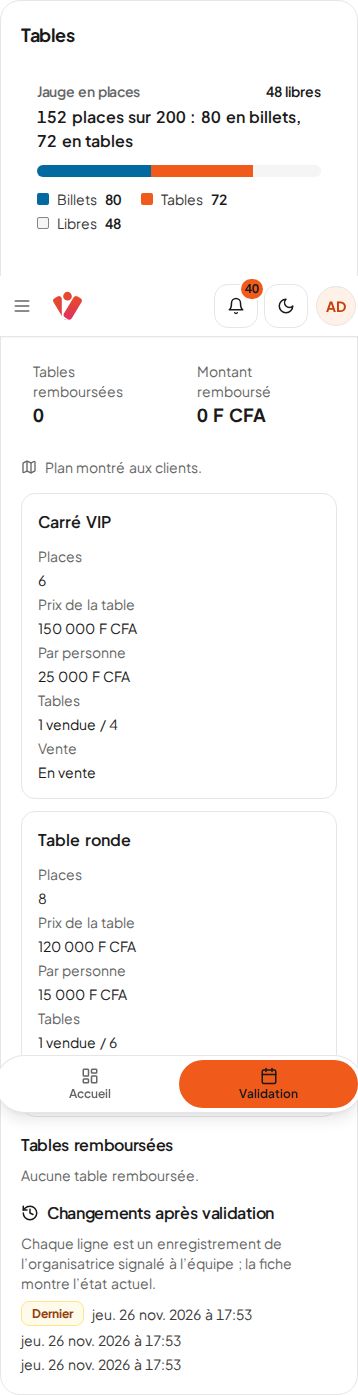 Tables
Jauge en places
48 libres
152 places sur 200 : 80 en billets,
72 en tables
Billets 80 Tables 72
Libres 48
40
AD
Tables
remboursées
0
Montant
remboursé
0 F CFA
Plan montré aux clients.
Carré VIP
Places
6
Prix de la table
150 000 F CFA
Par personne
25 000 F CFA
Tables
1 vendue / 4
Vente
En vente
Table ronde
Places
8
Prix de la table
120 000 F CFA
Par personne
15 000 F CFA
Tables
1 vendue / 6
Accueil
Validation
Tables remboursées
Aucune table remboursée.
Changements après validation
Chaque ligne est un enregistrement de
l'organisatrice signalé à l'équipe ; la fiche
montre l'état actuel.
Dernier jeu. 26 nov. 2026 à 17:53
jeu. 26 nov. 2026 à 17:53
jeu. 26 nov. 2026 à 17:53